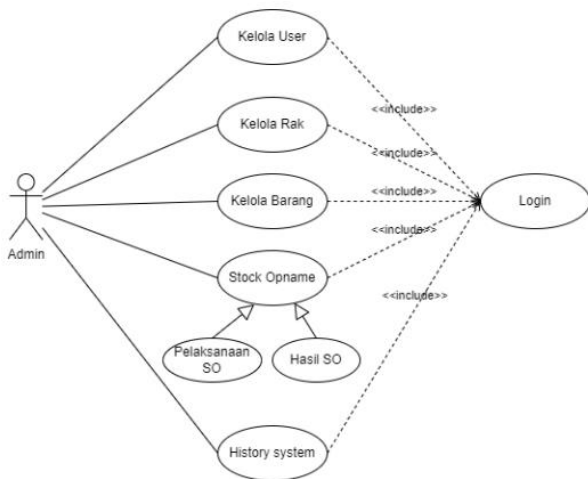 Kelola User
<<include>>
Kelola Rak
<<include>>
Kelola Barang
<<include>>
Login
Admin
Stock Opname
<<include>>
<<include>>
Pelaksanaan
SO
Hasil SO
History system